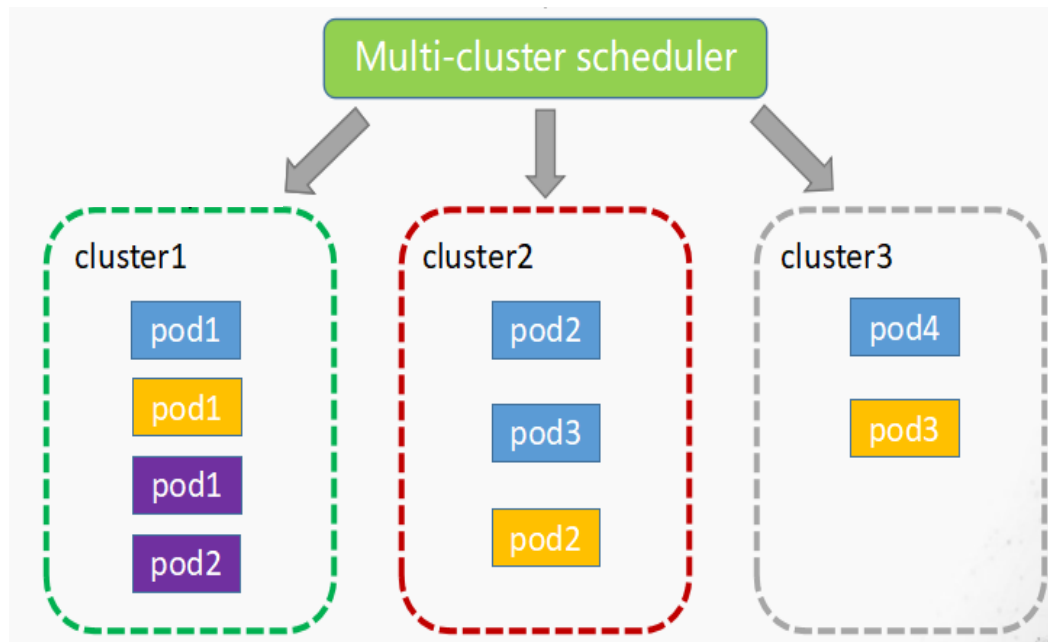 Multi-cluster scheduler
cluster1
pod1
pod1
pod1
pod2
cluster2
pod2
pod3
pod2
cluster3
pod4
pod3